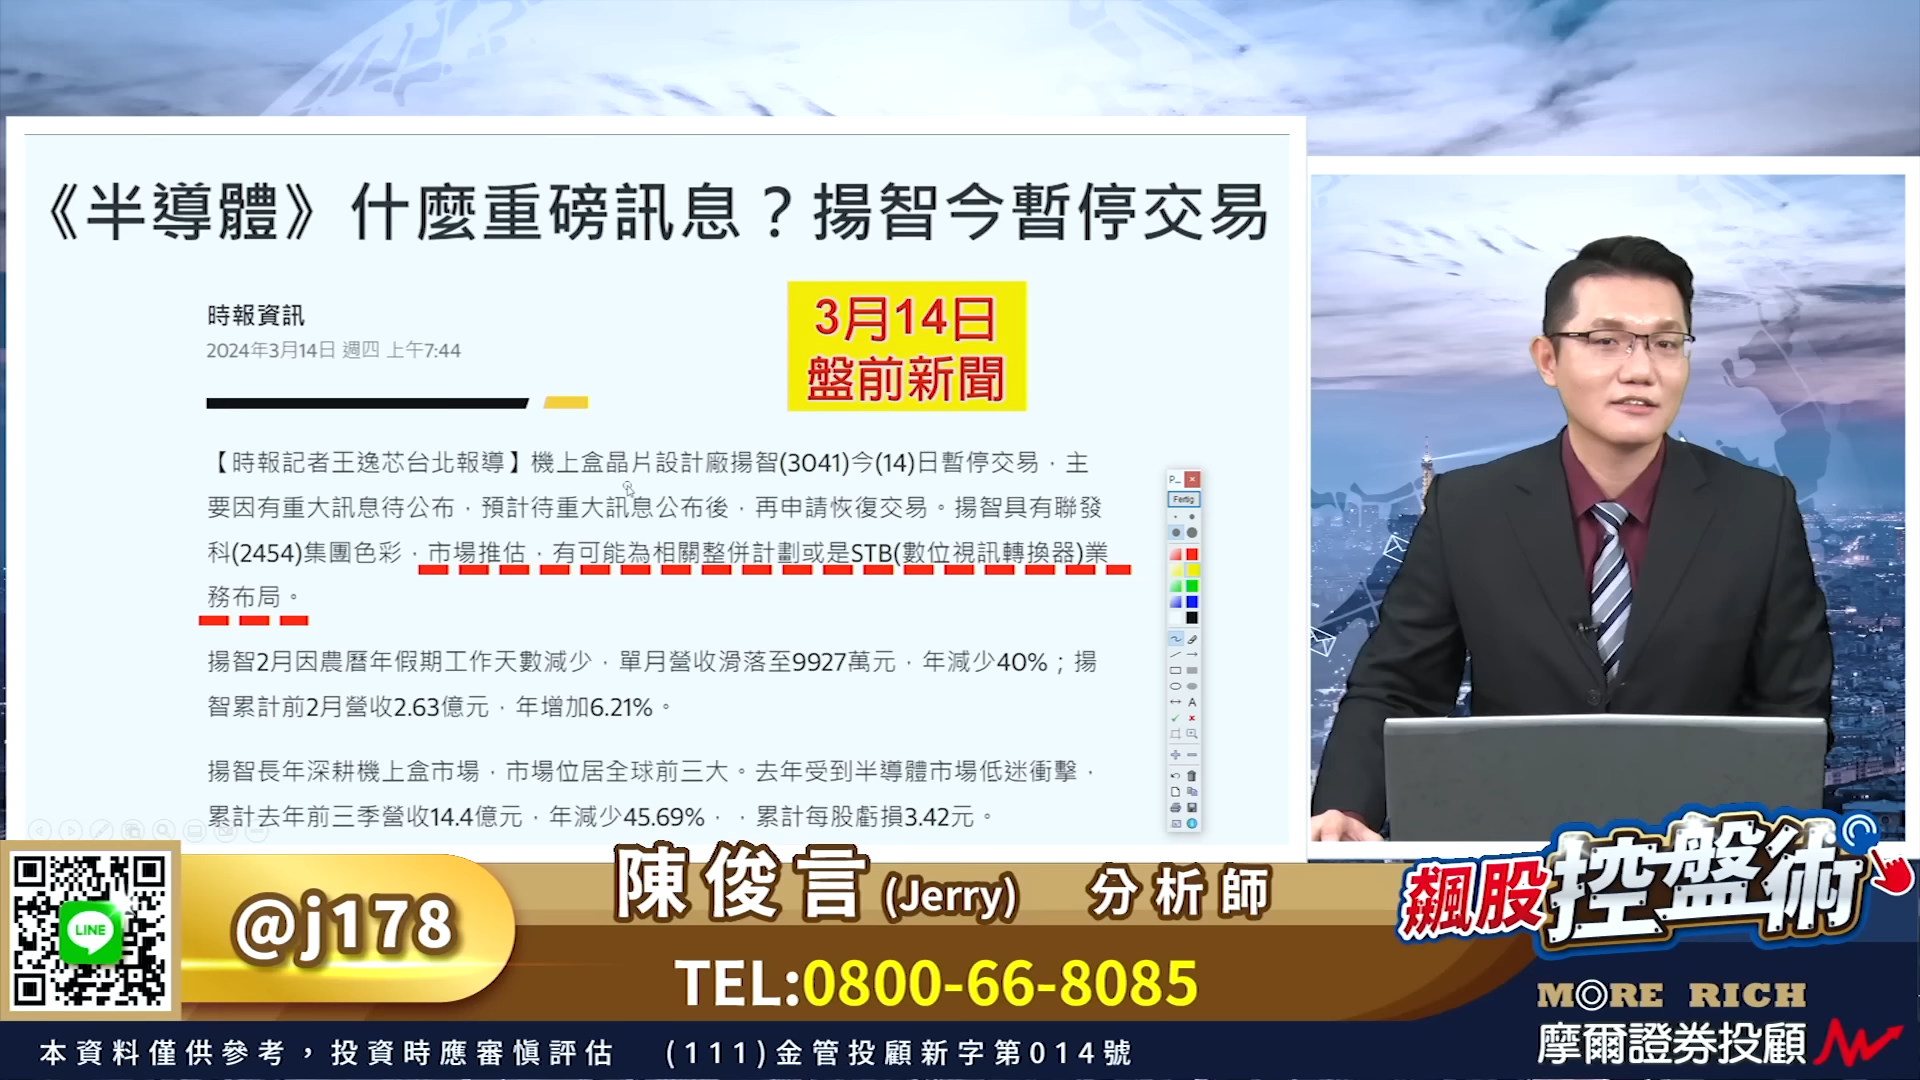 《半導體》什麼重磅訊息？揚智今暫停交易
時報資訊
2024年3月14日 週四 上午7:44
3月14日
盤前新聞
【時報記者王逸芯台北報導】機上盒晶片設計廠揚智(3041)今(14)日暫停交易，主
要因有重大訊息待公布，預計待重大訊息公布後，再申請恢復交易。揚智具有聯發
科(2454)集團色彩，市場推估，有可能為相關整併計劃或是STB(數位視訊轉換器)業
務布局。
揚智2月因農曆年假期工作天數減少，單月營收滑落至9927萬元，年減少40%；揚
智累計前2月營收2.63億元，年增加6.21%。
揚智長年深耕機上盒市場，市場位居全球前三大。去年受到半導體市場低迷衝擊，
累計去年前三季營收14.4億元，年減少45.69%，，累計每股虧損3.42元。
P...
Fertig
A
LINE
@j178
陳俊言(Jerry) 分析師
TEL:0800-66-8085
飆股控盤術
MORE RICH
摩爾證券投顧
本資料僅供參考，投資時應審慎評估 (111)金管投顧新字第014號